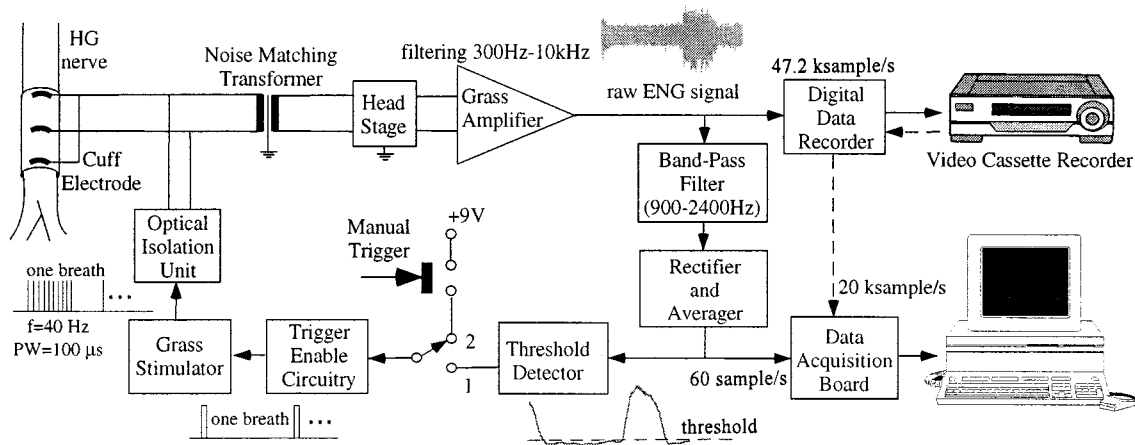 HG
nerve
Noise Matching
Transformer
filtering 300Hz-10kHz
Head
Stage
Grass
Amplifier
raw ENG signal
47.2 ksample/s
Digital
Data
Recorder
Video Cassette Recorder
Cuff
Electrode
Band-Pass
Filter
(900-2400Hz)
Optical
Isolation
Unit
+9V
Manual
Trigger
Rectifier
and
Averager
20 ksample/s
one breath
f=40 Hz
PW=100 µs
Grass
Stimulator
Trigger
Enable
Circuitry
2
1
Threshold
Detector
60 sample/s
Data
Acquisition
Board
one breath
threshold